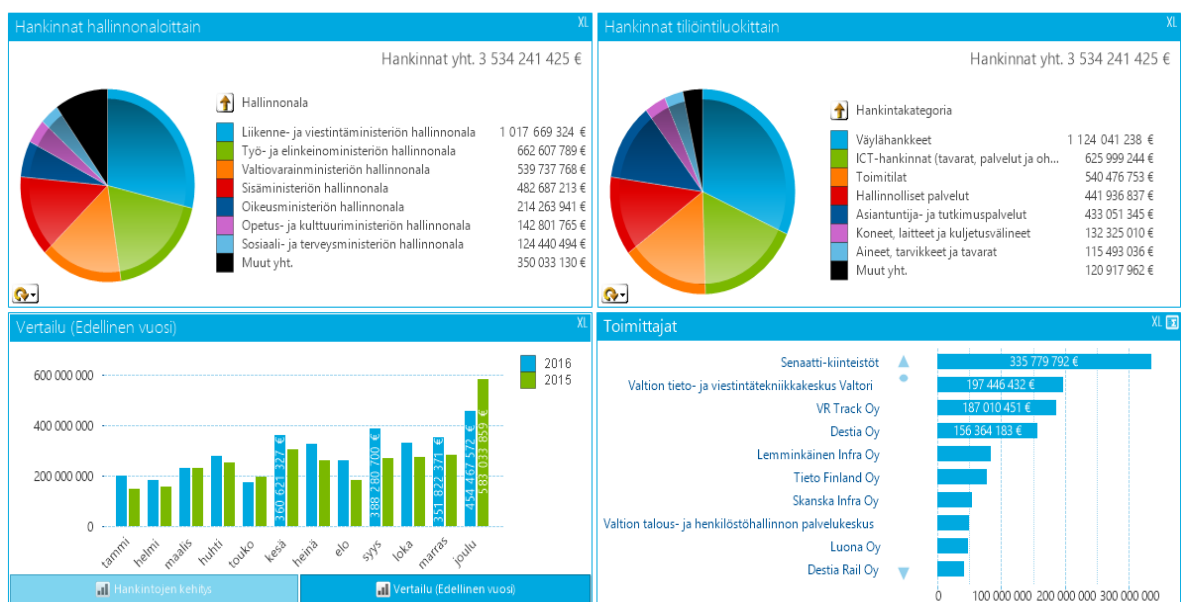 Hankinnat hallinnonaloittain XL
Hankinnat yht. 3 534 241 425 €
Hallinnonala
Liikenne- ja viestintäministeriön hallinnonala 1 017 669 324 €
Työ- ja elinkeinoministeriön hallinnonala 662 607 789 €
Valtiovarainministeriön hallinnonala 539 737 768 €
Sisäministeriön hallinnonala 482 687 213 €
Oikeusministeriön hallinnonala 214 263 941 €
Opetus- ja kulttuuriministeriön hallinnonala 142 801 765 €
Sosiaali- ja terveysministeriön hallinnonala 124 440 494 €
Muut yht. 350 033 130 €
Hankinnat tiliöintiluokittain XL
Hankinnat yht. 3 534 241 425 €
Hankintakategoria
Väylähankkeet 1 124 041 238 €
ICT-hankinnat (tavarat, palvelut ja oh... 625 999 244 €
Toimitilat 540 476 753 €
Hallinnolliset palvelut 441 936 837 €
Asiantuntija- ja tutkimuspalvelut 433 051 345 €
Koneet, laitteet ja kuljetusvälineet 132 325 010 €
Aineet, tarvikkeet ja tavarat 115 493 036 €
Muut yht. 120 917 962 €
Vertailu (Edellinen vuosi) XL
2016
2015
600 000 000
400 000 000
200 000 000
0
360 621 327 €
388 280 700 €
351 822 371 €
454 467 572 €
583 033 859 €
tammi
helmi
maalis
huhti
touko
kesä
heinä
elo
syys
loka
marras
joulu
Hankintojen kehitys
Vertailu (Edellinen vuosi)
Toimittajat XL
Senaatti-kiinteistöt 335 779 792 €
Valtion tieto- ja viestintätekniikkakeskus Valtori 197 446 432 €
VR Track Oy 187 010 451 €
Destia Oy 156 364 183 €
Lemminkäinen Infra Oy
Tieto Finland Oy
Skanska Infra Oy
Valtion talous- ja henkilöstöhallinnon palvelukeskus
Luona Oy
Destia Rail Oy
0 100 000 000 200 000 000 300 000 000